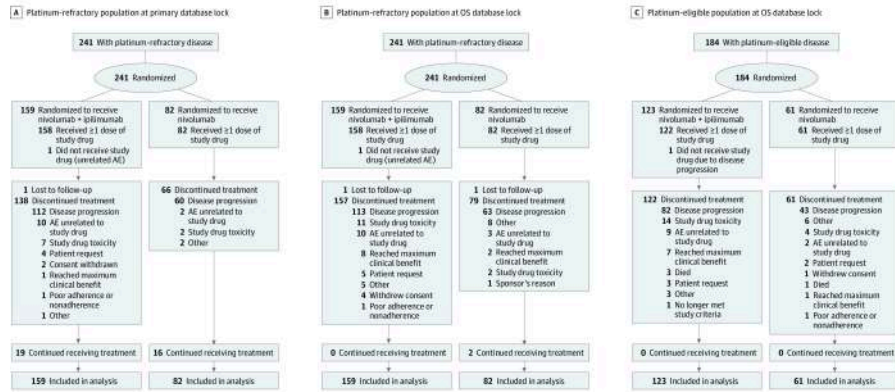 A Platinum-refractory population at primary database lock
241 With platinum-refractory disease
241 Randomized
159 Randomized to receive
nivolumab + ipilimumab
158 Received ≥1 dose of
study drug
1 Did not receive study
drug (unrelated AE)
82 Randomized to receive
nivolumab
82 Received ≥1 dose of
study drug
1 Lost to follow-up
138 Discontinued treatment
112 Disease progression
10 AE unrelated to
study drug
7 Study drug toxicity
4 Patient request
2 Consent withdrawn
1 Reached maximum
clinical benefit
1 Poor adherence or
nonadherence
1 Other
66 Discontinued treatment
60 Disease progression
2 AE unrelated to
study drug
2 Study drug toxicity
2 Other
19 Continued receiving treatment
16 Continued receiving treatment
159 Included in analysis
82 Included in analysis
B Platinum-refractory population at OS database lock
241 With platinum-refractory disease
241 Randomized
159 Randomized to receive
nivolumab + ipilimumab
158 Received ≥1 dose of
study drug
1 Did not receive study
drug (unrelated AE)
82 Randomized to receive
nivolumab
82 Received ≥1 dose of
study drug
1 Lost to follow-up
157 Discontinued treatment
113 Disease progression
11 Study drug toxicity
10 AE unrelated to
study drug
8 Reached maximum
clinical benefit
5 Patient request
5 Other
4 Withdrew consent
1 Poor adherence or
nonadherence
1 Lost to follow-up
79 Discontinued treatment
63 Disease progression
8 Other
3 AE unrelated to
study drug
2 Reached maximum
clinical benefit
2 Study drug toxicity
1 Sponsor's reason
0 Continued receiving treatment
2 Continued receiving treatment
159 Included in analysis
82 Included in analysis
C Platinum-eligible population at OS database lock
184 With platinum-eligible disease
184 Randomized
123 Randomized to receive
nivolumab + ipilimumab
122 Received ≥1 dose of
study drug
1 Did not receive study
drug due to disease
progression
61 Randomized to receive
nivolumab
61 Received ≥1 dose of
study drug
122 Discontinued treatment
82 Disease progression
14 Study drug toxicity
9 AE unrelated to
study drug
7 Reached maximum
clinical benefit
3 Died
3 Patient request
3 Other
1 No longer met
study criteria
61 Discontinued treatment
43 Disease progression
6 Other
4 Study drug toxicity
2 AE unrelated to
study drug
2 Patient request
1 Withdrew consent
1 Died
1 Reached maximum
clinical benefit
1 Poor adherence or
nonadherence
0 Continued receiving treatment
0 Continued receiving treatment
123 Included in analysis
61 Included in analysis